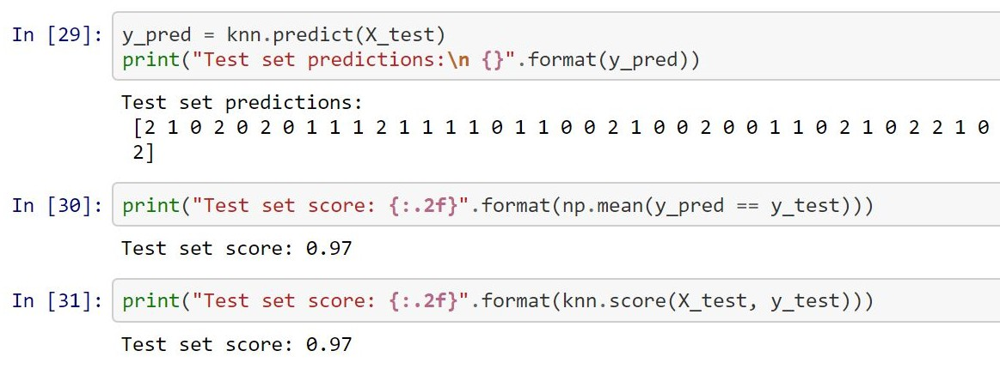 In [29]: y_pred = knn.predict(X_test)
print("Test set predictions:\n {}".format(y_pred))
Test set predictions:
[2 1 0 2 0 2 0 1 1 1 2 1 1 1 1 0 1 1 0 0 2 1 0 0 2 0 0 1 1 0 2 1 0 2 2 1 0
2]
In [30]: print("Test set score: {:.2f}".format(np.mean(y_pred == y_test)))
Test set score: 0.97
In [31]: print("Test set score: {:.2f}".format(knn.score(X_test, y_test)))
Test set score: 0.97